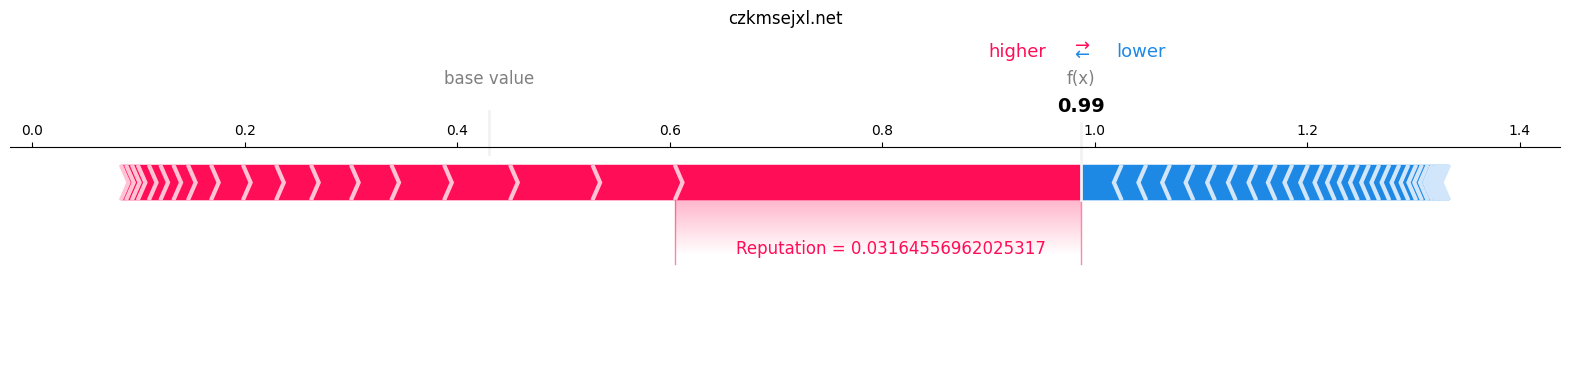 czkmsejxl.net
higher ⇄ lower
base value f(x)
0.99
0.0 0.2 0.4 0.6 0.8 1.0 1.2 1.4
Reputation = 0.03164556962025317